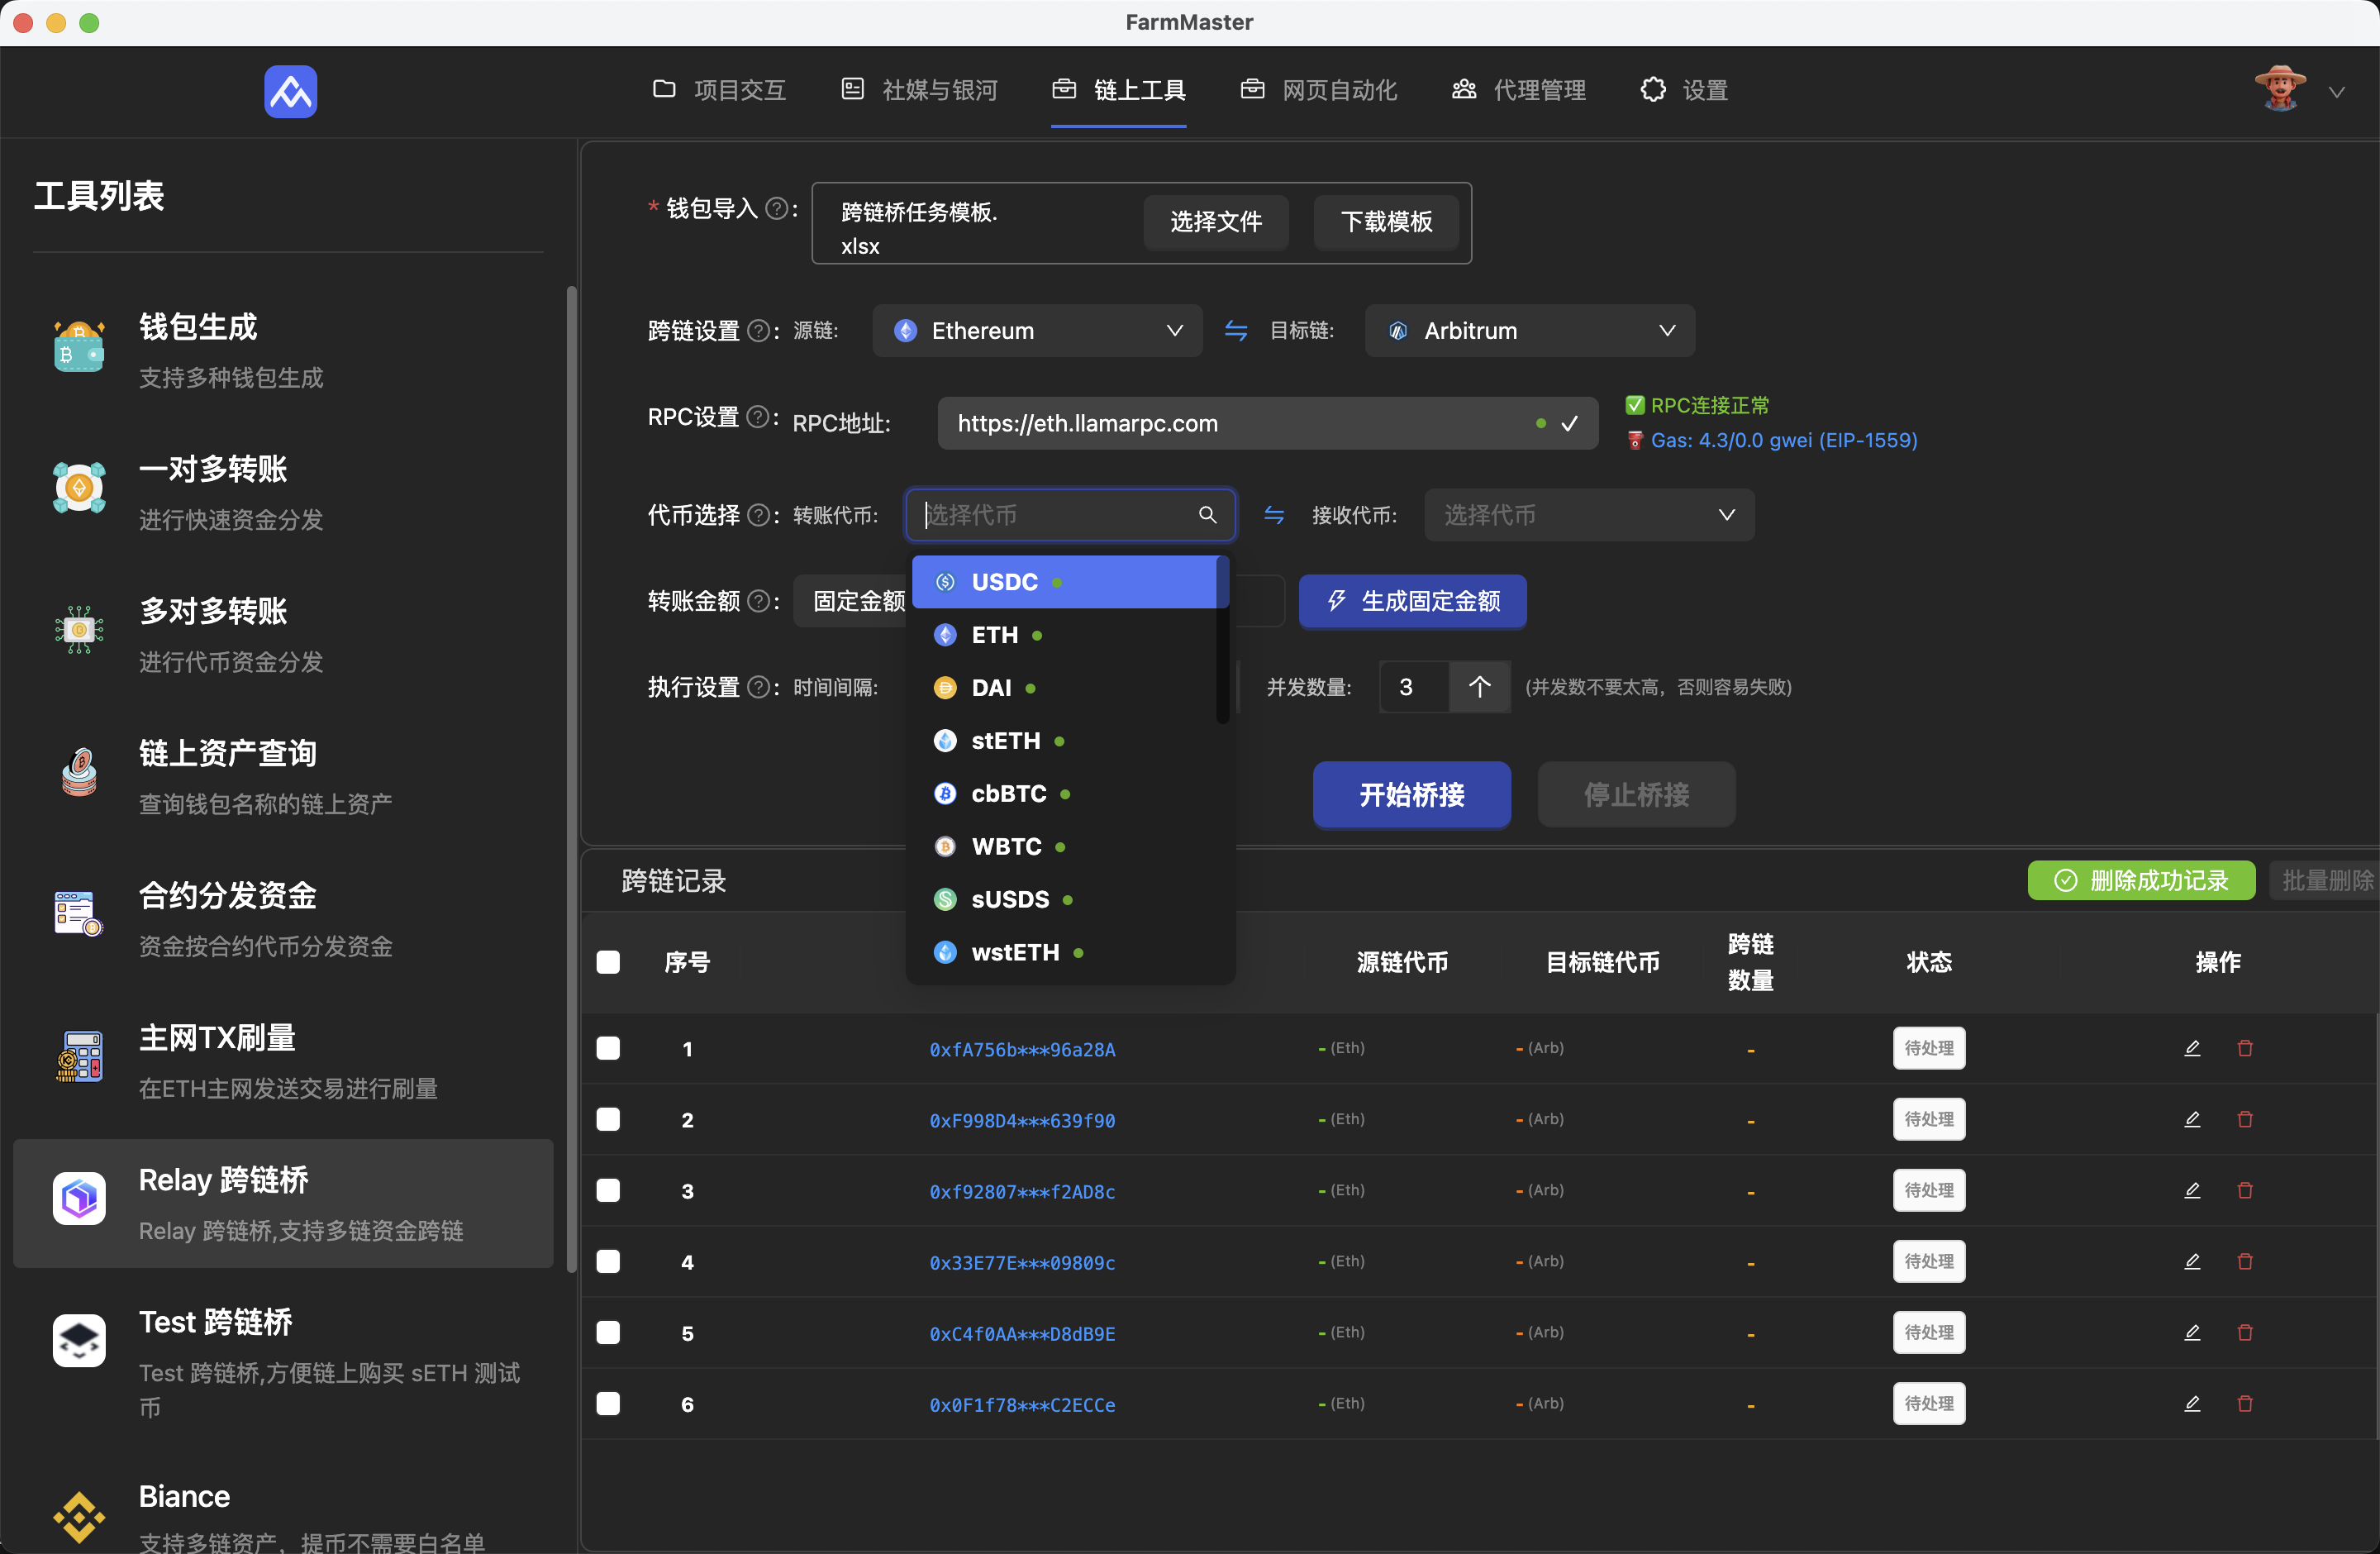 FarmMaster
项目交互
社媒与银河
链上工具
网页自动化
代理管理
设置
工具列表
钱包生成
支持多种钱包生成
一对多转账
进行快速资金分发
多对多转账
进行代币资金分发
链上资产查询
查询钱包名称的链上资产
合约分发资金
资金按合约代币分发资金
主网TX刷量
在ETH主网发送交易进行刷量
Relay 跨链桥
Relay 跨链桥,支持多链资金跨链
Test 跨链桥
Test 跨链桥,方便链上购买 sETH 测试
币
Biance
支持多链资产，提币不需要白名单
* 钱包导入 ? :
跨链桥任务模板.
xlsx
选择文件
下载模板
跨链设置 ? : 源链: Ethereum 目标链: Arbitrum
RPC设置 ? : RPC地址: https://eth.llamarpc.com
✅ RPC连接正常
Gas: 4.3/0.0 gwei (EIP-1559)
代币选择 ? : 转账代币: 选择代币 接收代币: 选择代币
转账金额 ? : 固定金额 生成固定金额
执行设置 ? : 时间间隔: 并发数量: 3 个 (并发数不要太高，否则容易失败)
USDC
ETH
DAI
stETH
cbBTC
WBTC
sUSDS
wstETH
开始桥接
停止桥接
跨链记录
删除成功记录
批量删除
序号 源链代币 目标链代币 跨链
数量 状态 操作
1 0xfA756b***96a28A - (Eth) - (Arb) - 待处理
2 0xF998D4***639f90 - (Eth) - (Arb) - 待处理
3 0xf92807***f2AD8c - (Eth) - (Arb) - 待处理
4 0x33E77E***09809c - (Eth) - (Arb) - 待处理
5 0xC4f0AA***D8dB9E - (Eth) - (Arb) - 待处理
6 0x0F1f78***C2ECCe - (Eth) - (Arb) - 待处理